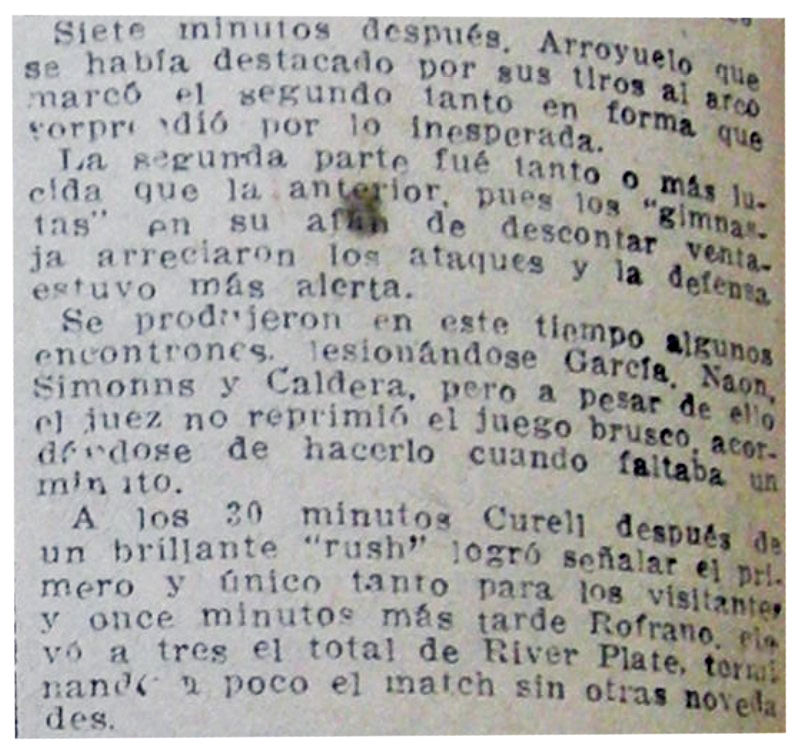 Siete minutos después, Arroyuelo que
se había destacado por sus tiros al arco
marcó el segundo tanto en forma que
sorprendió por lo inesperada.
La segunda parte fué tanto o más lu-
cida que la anterior, pues los "gimnas-
tas" en su afán de descontar venta-
ja arreciaron los ataques y la defensa
estuvo más alerta.
Se produjeron en este tiempo algunos
encontrones, lesionándose García, Naon,
Simonns y Caldera, pero a pesar de ello
el juez no reprimió el juego brusco, acor-
dándose de hacerlo cuando faltaba un
minuto.
A los 30 minutos Curell después de
un brillante "rush" logró señalar el pri-
mero y único tanto para los visitantes
y once minutos más tarde Rofrano, ele-
vó a tres el total de River Plate, termi
nando a poco el match sin otras noveda
des.